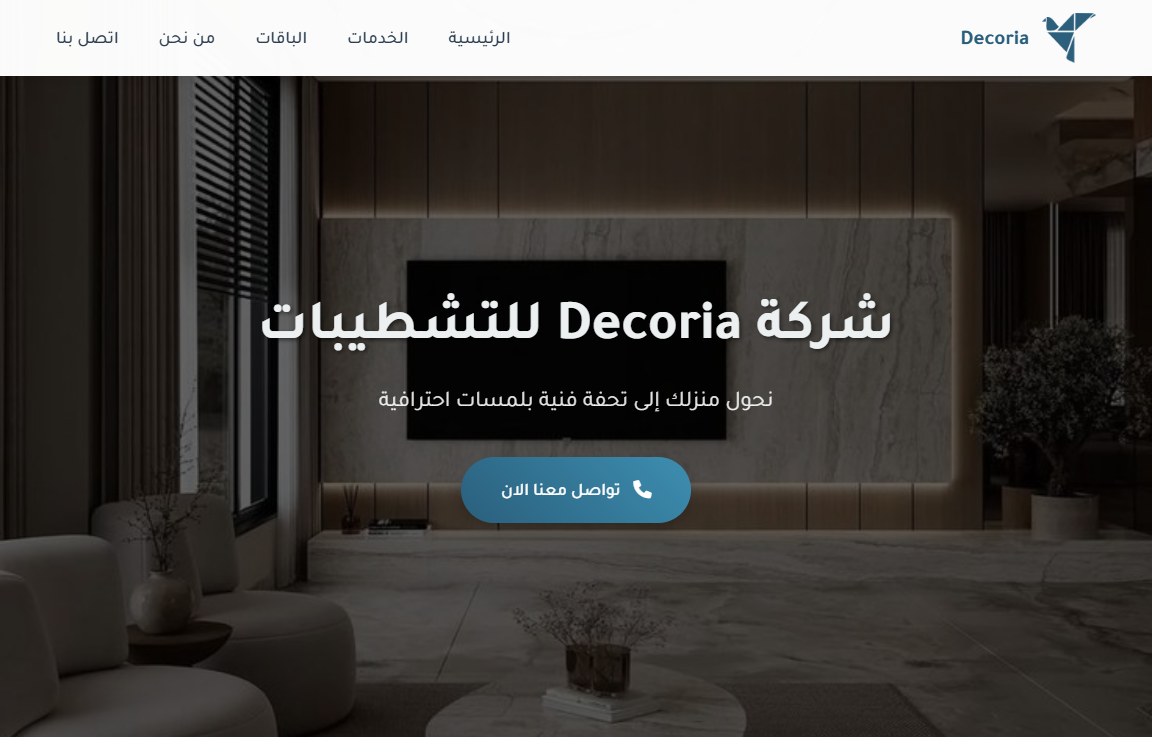 Decoria
الرئيسية
الخدمات
الباقات
من نحن
اتصل بنا
شركة Decoria للتشطيبات
نحول منزلك إلى تحفة فنية بلمسات احترافية
تواصل معنا الان